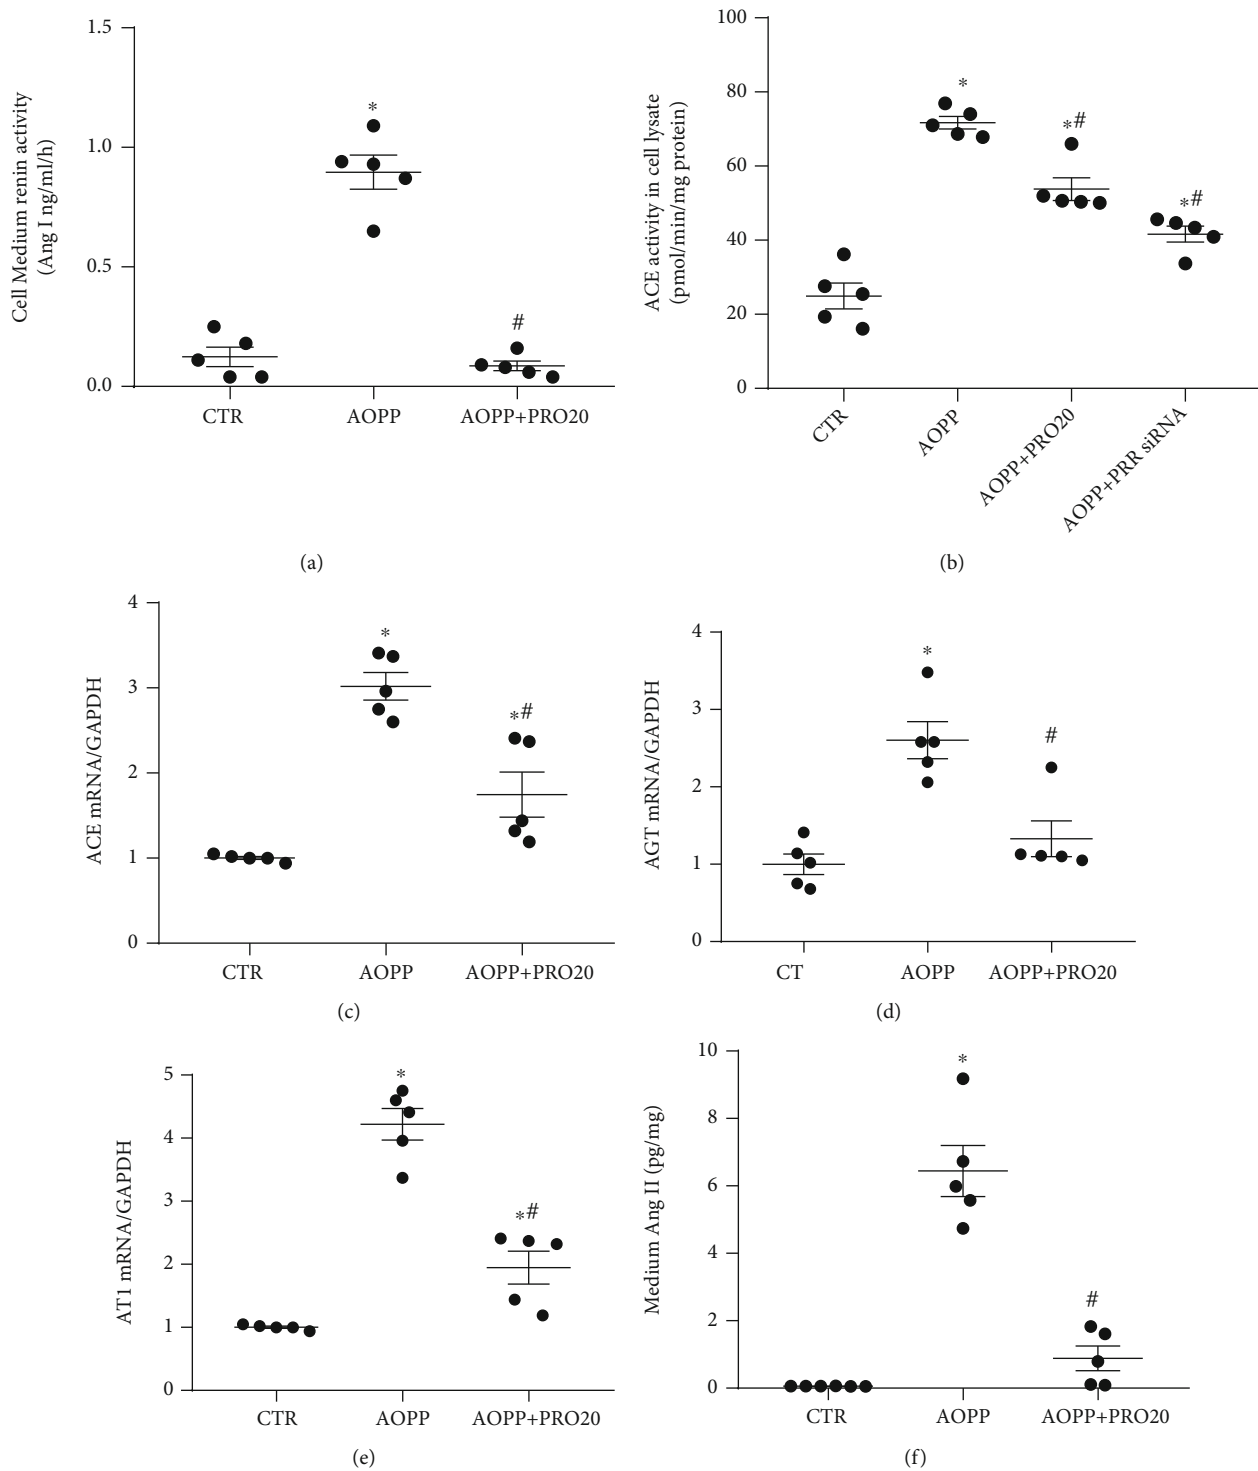 1.5
1.0
0.5
0.0
Cell Medium renin activity
(Ang I ng/ml/h)
*
#
CTR
AOPP
AOPP+PRO20
(a)
100
80
60
40
20
0
ACE activity in cell lysate
(pmol/min/mg protein)
*
*#
*#
CTR
AOPP
AOPP+PRO20
AOPP+PRR siRNA
(b)
4
3
2
1
0
ACE mRNA/GAPDH
*
*#
CTR
AOPP
AOPP+PRO20
(c)
4
3
2
1
0
AGT mRNA/GAPDH
*
#
CT
AOPP
AOPP+PRO20
(d)
5
4
3
2
1
0
AT1 mRNA/GAPDH
*
*#
CTR
AOPP
AOPP+PRO20
(e)
10
8
6
4
2
0
Medium Ang II (pg/mg)
*
#
CTR
AOPP
AOPP+PRO20
(f)